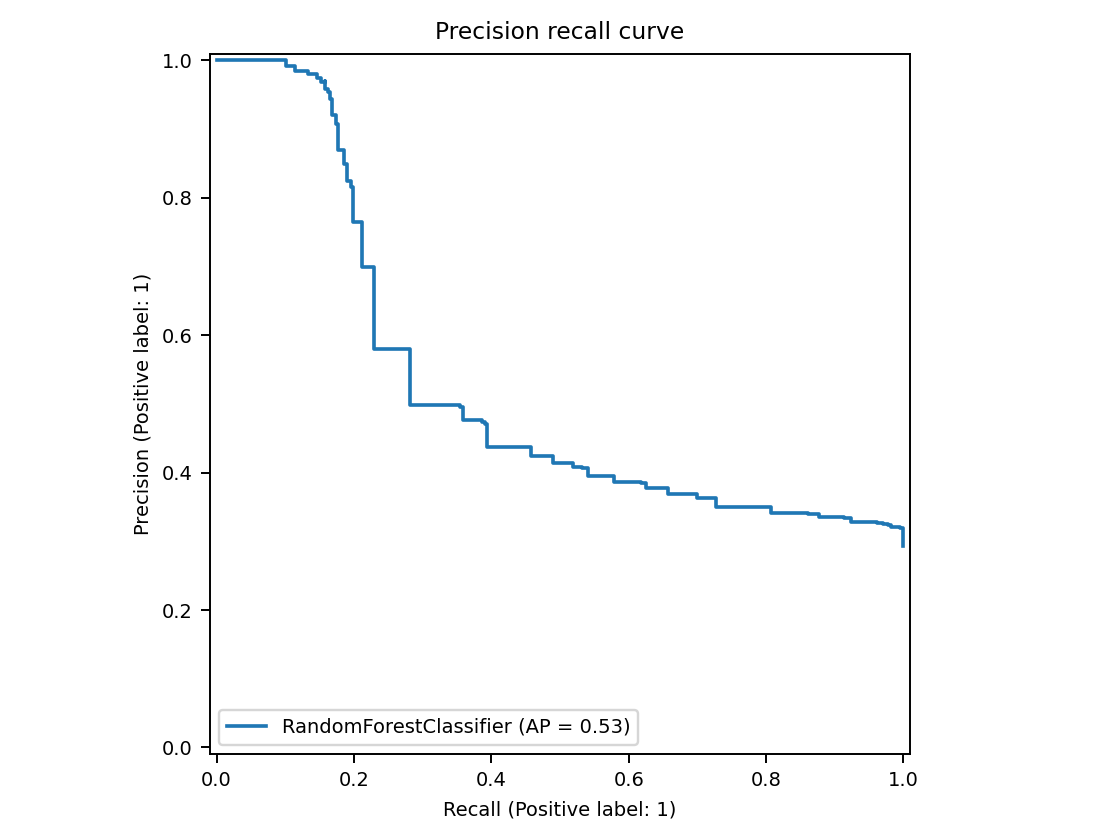 Precision recall curve
1.0
0.8
0.6
0.4
0.2
0.0
Precision (Positive label: 1)
RandomForestClassifier (AP = 0.53)
0.0 0.2 0.4 0.6 0.8 1.0
Recall (Positive label: 1)